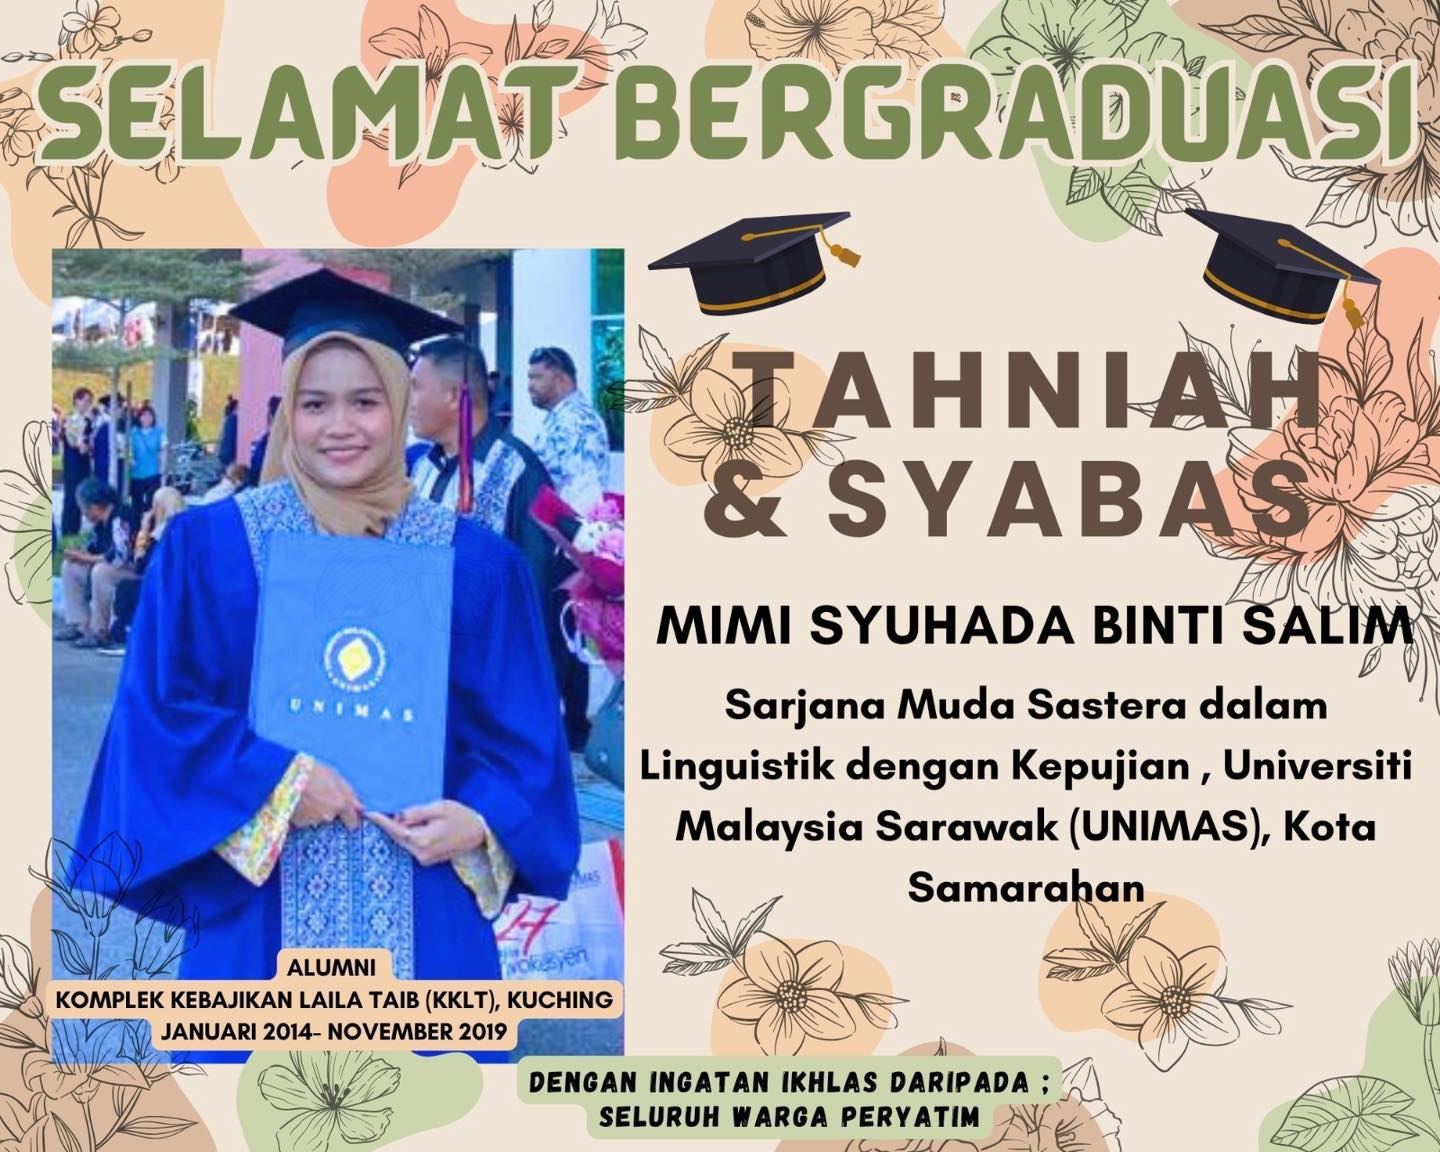 SELAMAT BERGRADUASI
TAHNIAH
& SYABAS
MIMI SYUHADA BINTI SALIM
Sarjana Muda Sastera dalam
Linguistik dengan Kepujian , Universiti
Malaysia Sarawak (UNIMAS), Kota
Samarahan
UNIMAS
27
ALUMNI
KOMPLEK KEBAJIKAN LAILA TAIB (KKLT), KUCHING
JANUARI 2014- NOVEMBER 2019
DENGAN INGATAN IKHLAS DARIPADA ;
SELURUH WARGA PERYATIM